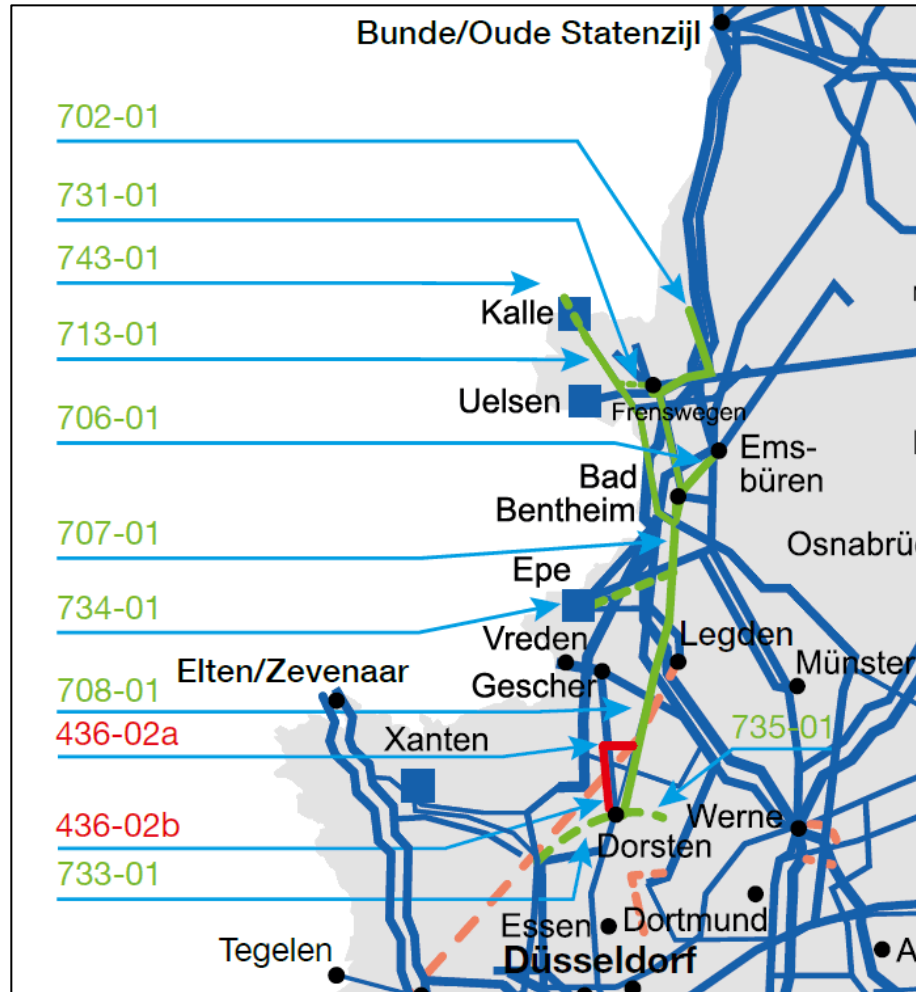 Bunde/Oude Statenzijl
702-01
731-01
743-01
Kalle
713-01
Uelsen
Frenswegen
706-01
Ems-
büren
Bad
Bentheim
707-01
Osnabrü
Epe
734-01
Vreden
Legden
Elten/Zevenaar
Gescher
Münster
708-01
735-01
436-02a
Xanten
436-02b
Werne
Dorsten
733-01
Essen
Dortmund
Tegelen
Düsseldorf
A